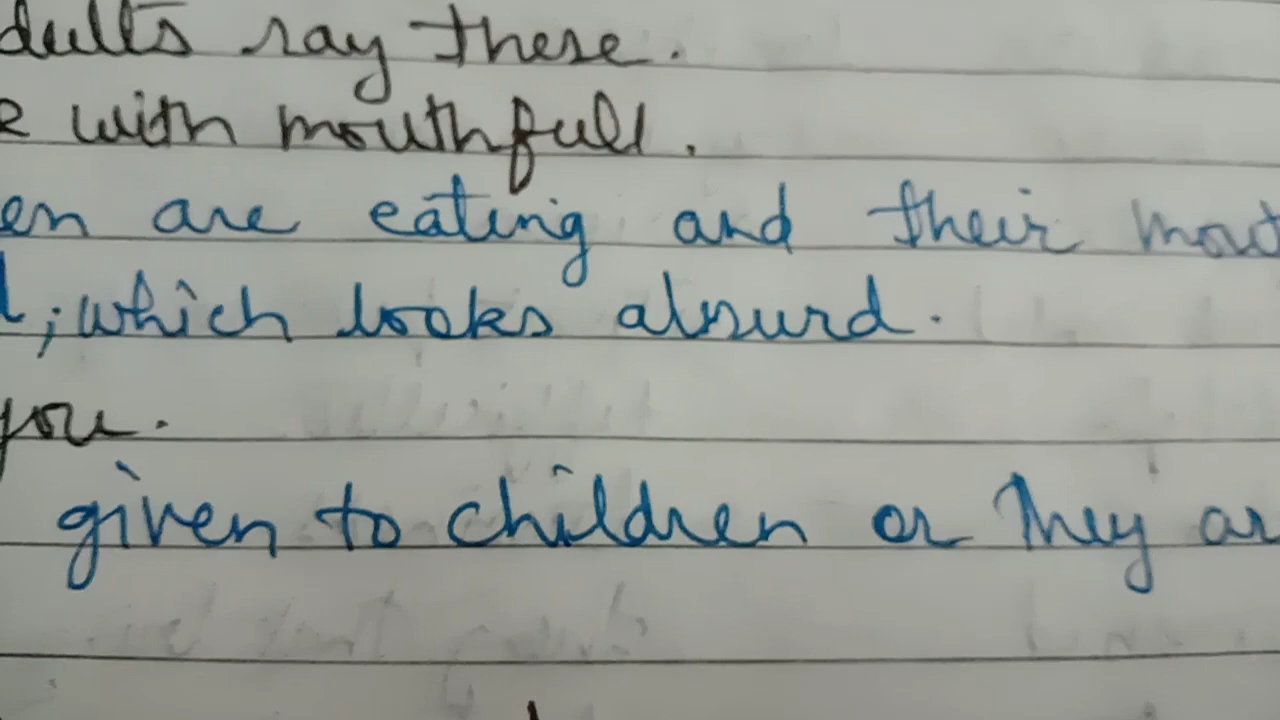 dults say these.
with mouthfull.
en are eating and their
; which looks absurd.
you.
given to children or they ar